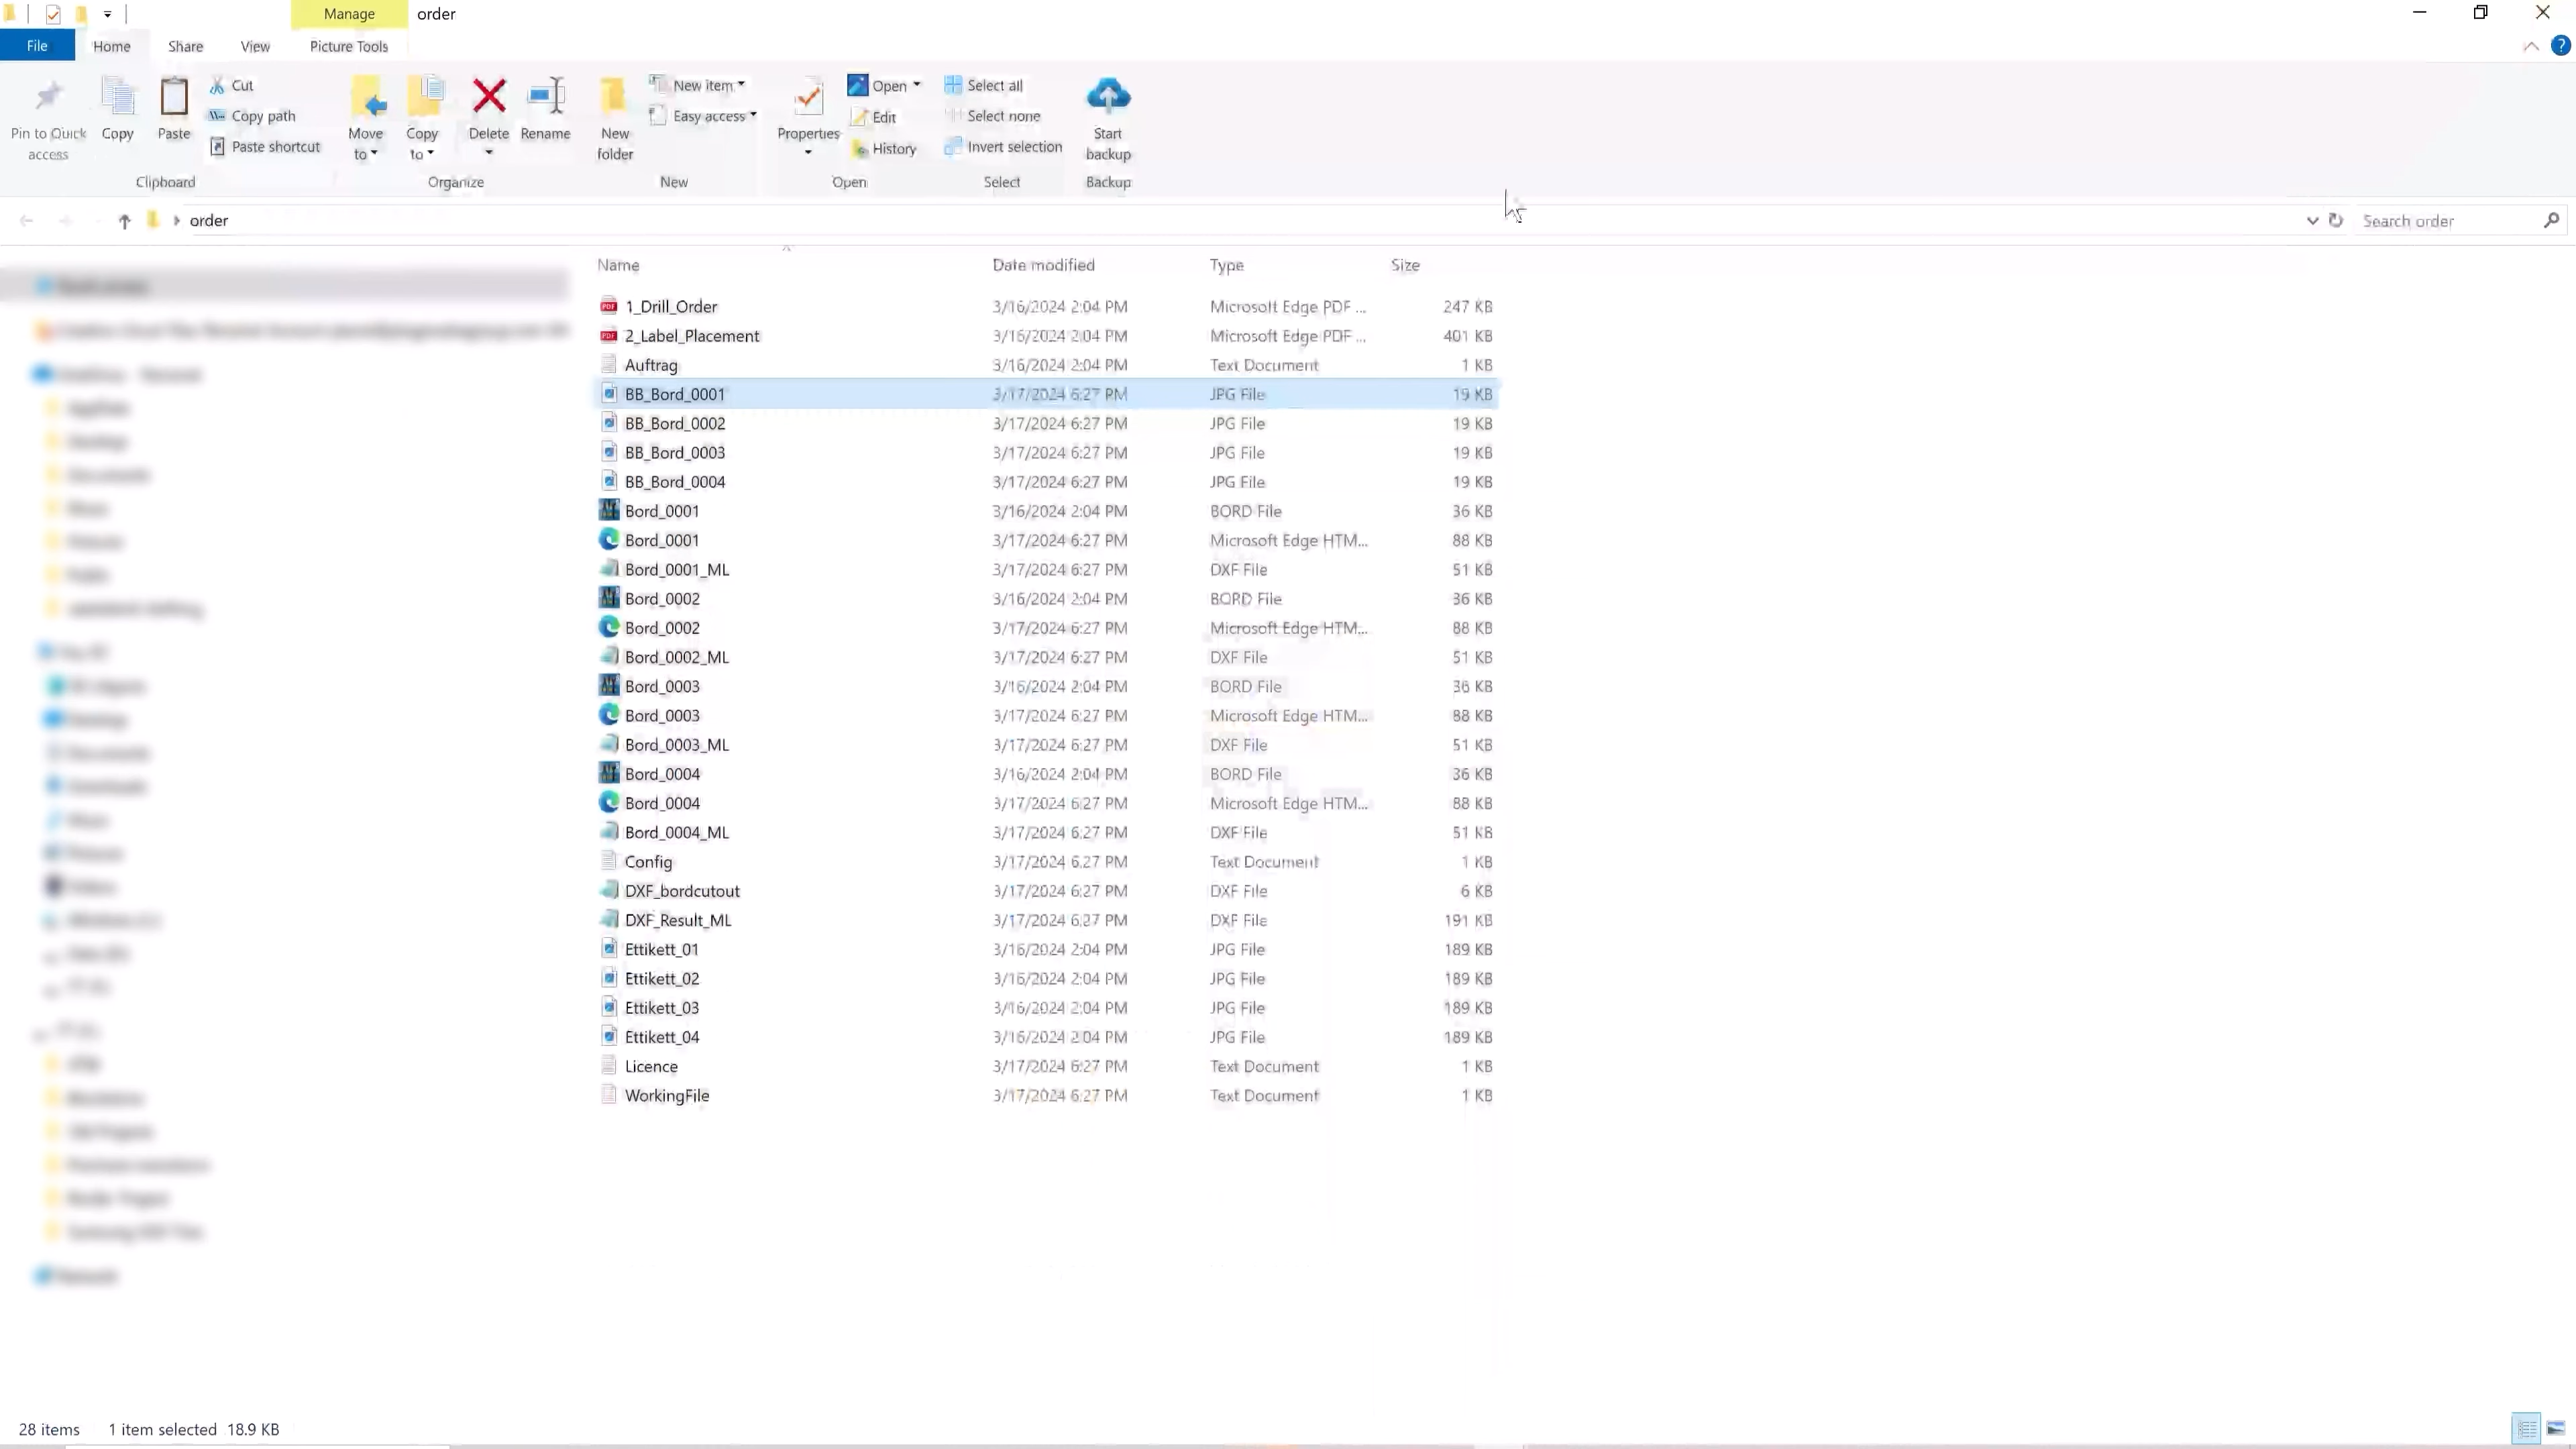 Manage order
File Home Share View Picture Tools
Pin to Quick access
Copy
Paste
Cut
Copy path
Paste shortcut
Clipboard
Move to
Copy to
Delete
Rename
Organize
New folder
New item
Easy access
New
Properties
Open
Edit
History
Open
Select all
Select none
Invert selection
Select
Start backup
Backup
order
Search order
Name Date modified Type Size
1_Drill_Order 3/16/2024 2:04 PM Microsoft Edge PDF ... 247 KB
2_Label_Placement 3/16/2024 2:04 PM Microsoft Edge PDF ... 401 KB
Auftrag 3/16/2024 2:04 PM Text Document 1 KB
BB_Bord_0001 3/17/2024 6:27 PM JPG File 19 KB
BB_Bord_0002 3/17/2024 6:27 PM JPG File 19 KB
BB_Bord_0003 3/17/2024 6:27 PM JPG File 19 KB
BB_Bord_0004 3/17/2024 6:27 PM JPG File 19 KB
Bord_0001 3/16/2024 2:04 PM BORD File 36 KB
Bord_0001 3/17/2024 6:27 PM Microsoft Edge HTM... 88 KB
Bord_0001_ML 3/17/2024 6:27 PM DXF File 51 KB
Bord_0002 3/16/2024 2:04 PM BORD File 36 KB
Bord_0002 3/17/2024 6:27 PM Microsoft Edge HTM... 88 KB
Bord_0002_ML 3/17/2024 6:27 PM DXF File 51 KB
Bord_0003 3/16/2024 2:04 PM BORD File 36 KB
Bord_0003 3/17/2024 6:27 PM Microsoft Edge HTM... 88 KB
Bord_0003_ML 3/17/2024 6:27 PM DXF File 51 KB
Bord_0004 3/16/2024 2:04 PM BORD File 36 KB
Bord_0004 3/17/2024 6:27 PM Microsoft Edge HTM... 88 KB
Bord_0004_ML 3/17/2024 6:27 PM DXF File 51 KB
Config 3/17/2024 6:27 PM Text Document 1 KB
DXF_bordcutout 3/17/2024 6:27 PM DXF File 6 KB
DXF_Result_ML 3/17/2024 6:27 PM DXF File 191 KB
Ettikett_01 3/16/2024 2:04 PM JPG File 189 KB
Ettikett_02 3/16/2024 2:04 PM JPG File 189 KB
Ettikett_03 3/16/2024 2:04 PM JPG File 189 KB
Ettikett_04 3/16/2024 2:04 PM JPG File 189 KB
Licence 3/17/2024 6:27 PM Text Document 1 KB
WorkingFile 3/17/2024 6:27 PM Text Document 1 KB
28 items 1 item selected 18.9 KB